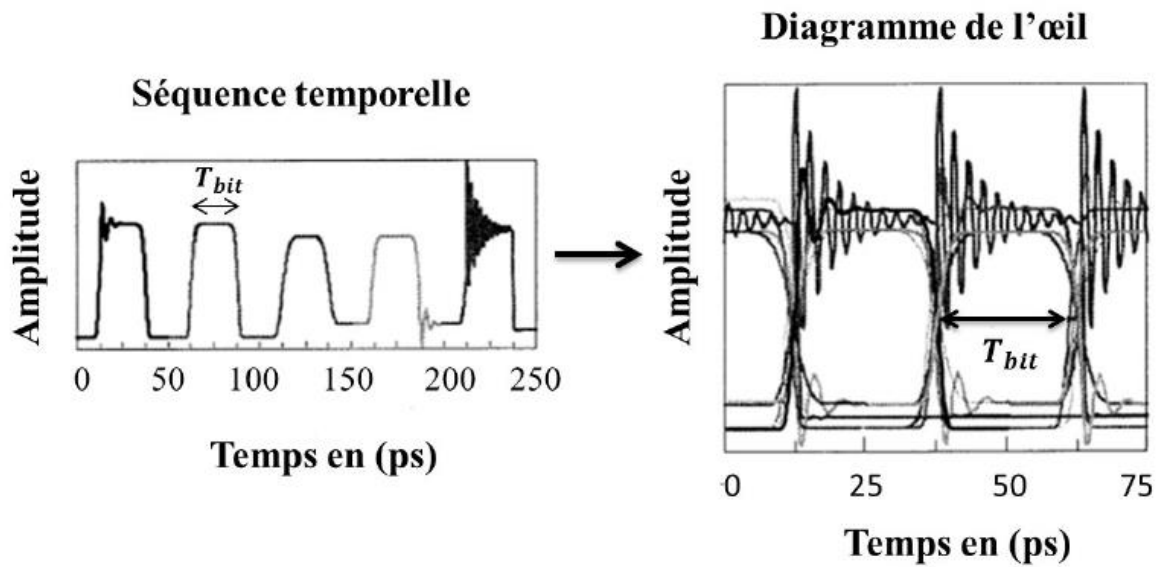 Diagramme de l'œil
Séquence temporelle
Amplitude
T_bit
0 50 100 150 200 250
Temps en (ps)
Amplitude
T_bit
0 25 50 75
Temps en (ps)